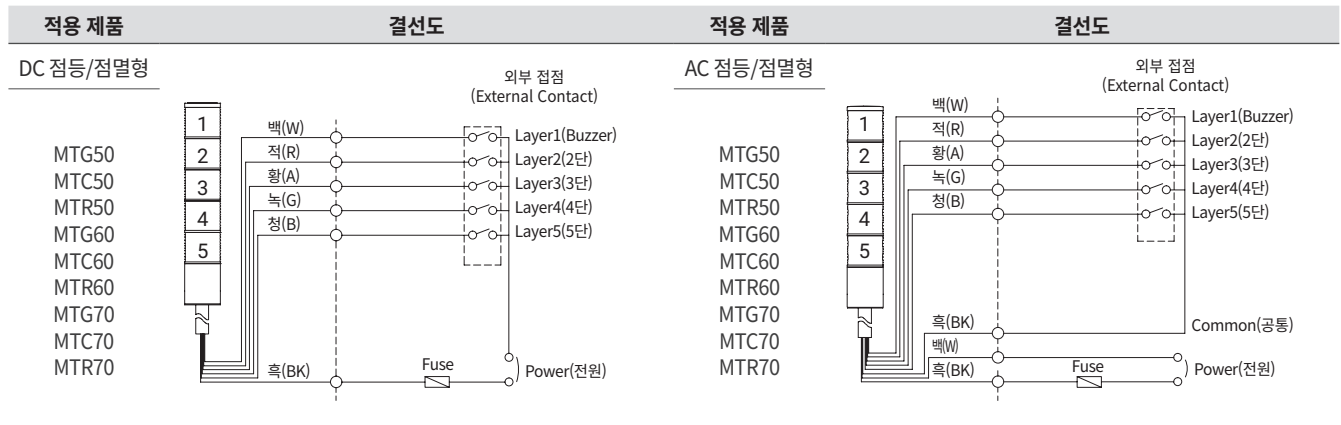 적용 제품 결선도 적용 제품 결선도
DC 점등/점멸형
외부 접점
(External Contact)
1
2
3
4
5
백(W)
적(R)
황(A)
녹(G)
청(B)
Layer1(Buzzer)
Layer2(2단)
Layer3(3단)
Layer4(4단)
Layer5(5단)
MTG50
MTC50
MTR50
MTG60
MTC60
MTR60
MTG70
MTC70
MTR70
흑(BK)
Fuse
Power(전원)
AC 점등/점멸형
외부 접점
(External Contact)
1
2
3
4
5
백(W)
적(R)
황(A)
녹(G)
청(B)
Layer1(Buzzer)
Layer2(2단)
Layer3(3단)
Layer4(4단)
Layer5(5단)
MTG50
MTC50
MTR50
MTG60
MTC60
MTR60
MTG70
MTC70
MTR70
흑(BK)
Common(공통)
백(W)
흑(BK)
Fuse
Power(전원)